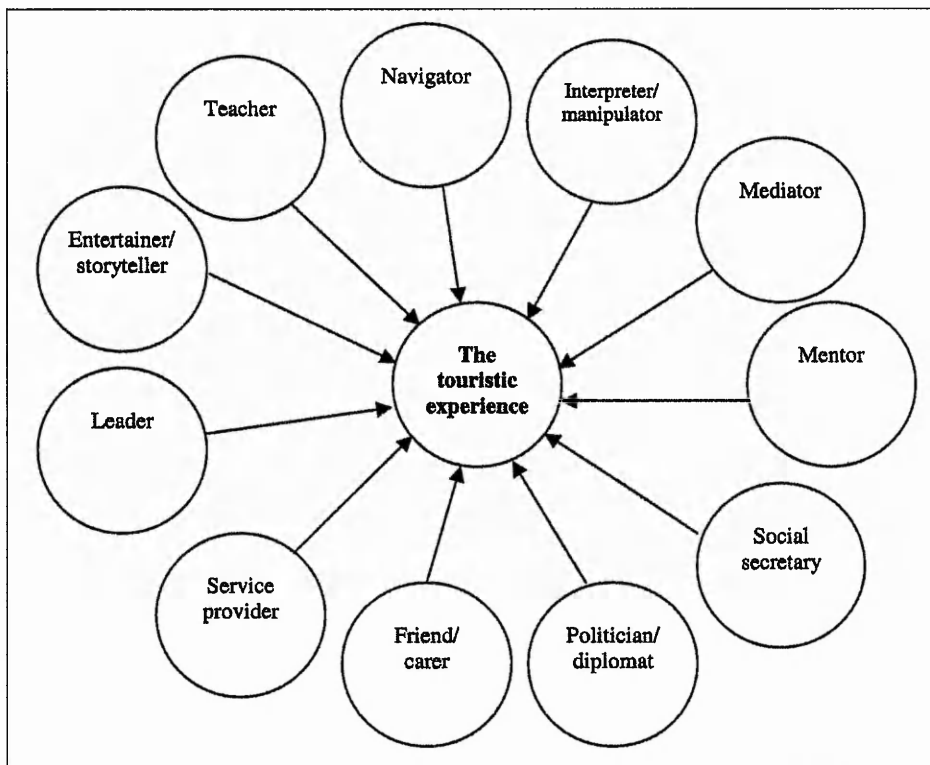 Navigator
Interpreter/
manipulator
Teacher
Mediator
Entertainer/
storyteller
The
touristic
experience
Mentor
Leader
Social
secretary
Service
provider
Friend/
carer
Politician/
diplomat